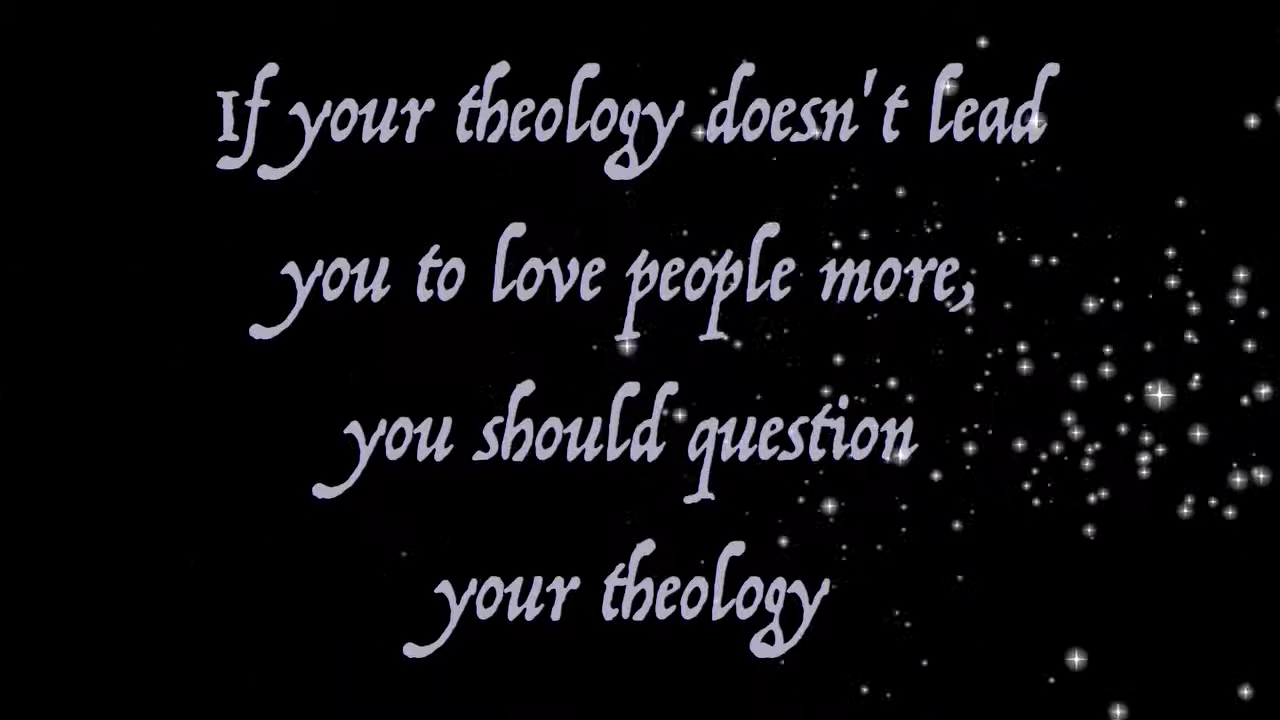 If your theology doesn't lead
you to love people more,
you should question
your theology